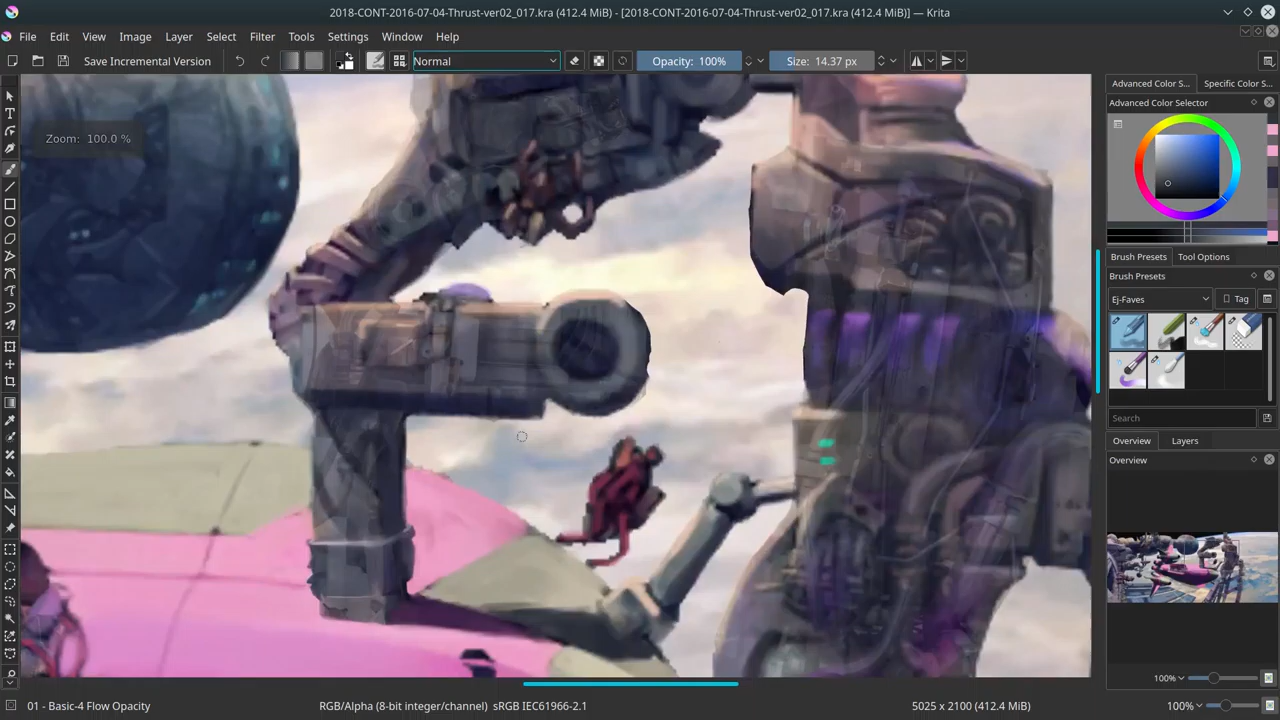 2018-CONT-2016-07-04-Thrust-ver02_017.kra (412.4 MiB) - [2018-CONT-2016-07-04-Thrust-ver02_017.kra (412.4 MiB)] — Krita
File Edit View Image Layer Select Filter Tools Settings Window Help
Save Incremental Version Normal Opacity: 100% Size: 14.37 px
Advanced Color S... Specific Color S...
Advanced Color Selector
Zoom: 100.0 %
Brush Presets Tool Options
Brush Presets
Ej-Faves Tag
Search
Overview Layers
Overview
100%
01 - Basic-4 Flow Opacity RGB/Alpha (8-bit integer/channel) sRGB IEC61966-2.1 5025 x 2100 (412.4 MiB) 100%